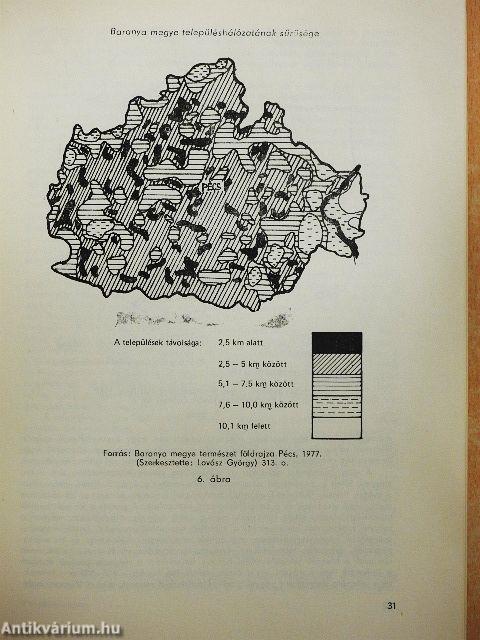 Baranya megye településhálózatának sűrűsége
PÉCS
A települések távolsága: 2,5 km alatt
2,5 – 5 km között
5,1 – 7,5 km között
7,6 – 10,0 km között
10,1 km felett
Forrás: Baranya megye természet földrajza Pécs, 1977.
(Szerkesztette: Lovász György) 313. o.
6. ábra
31
Antikvárium.hu